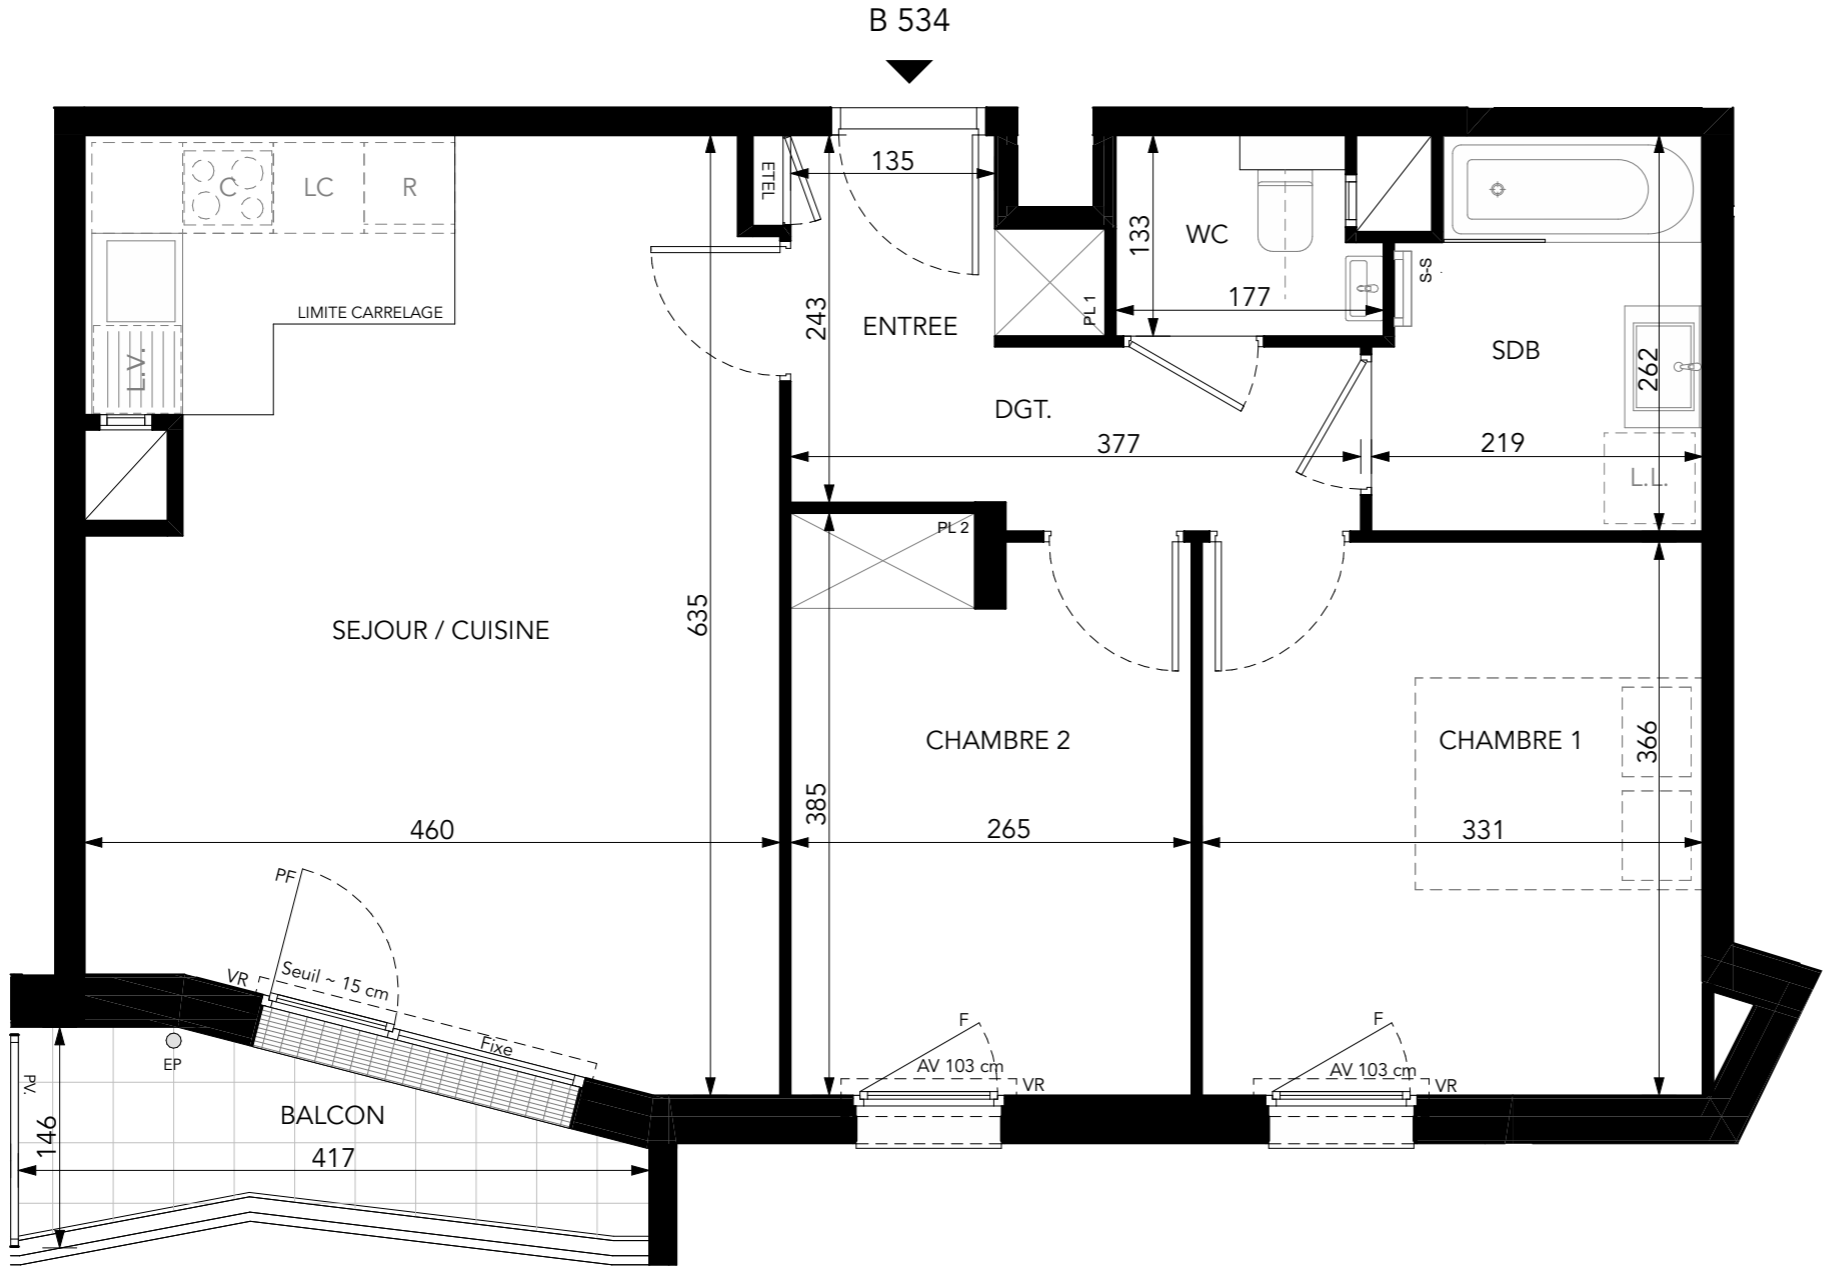 B 534
C
LC
R
ETEL
135
133
WC
177
S-S
PL 1
LIMITE CARRELAGE
243
ENTREE
SDB
262
L.V.
DGT.
377
219
L.L.
PL 2
SEJOUR / CUISINE
635
CHAMBRE 2
CHAMBRE 1
366
385
460
265
331
PF
VR
Seuil ~ 15 cm
Fixe
F
AV 103 cm
VR
F
AV 103 cm
VR
EP
PV.
BALCON
146
417